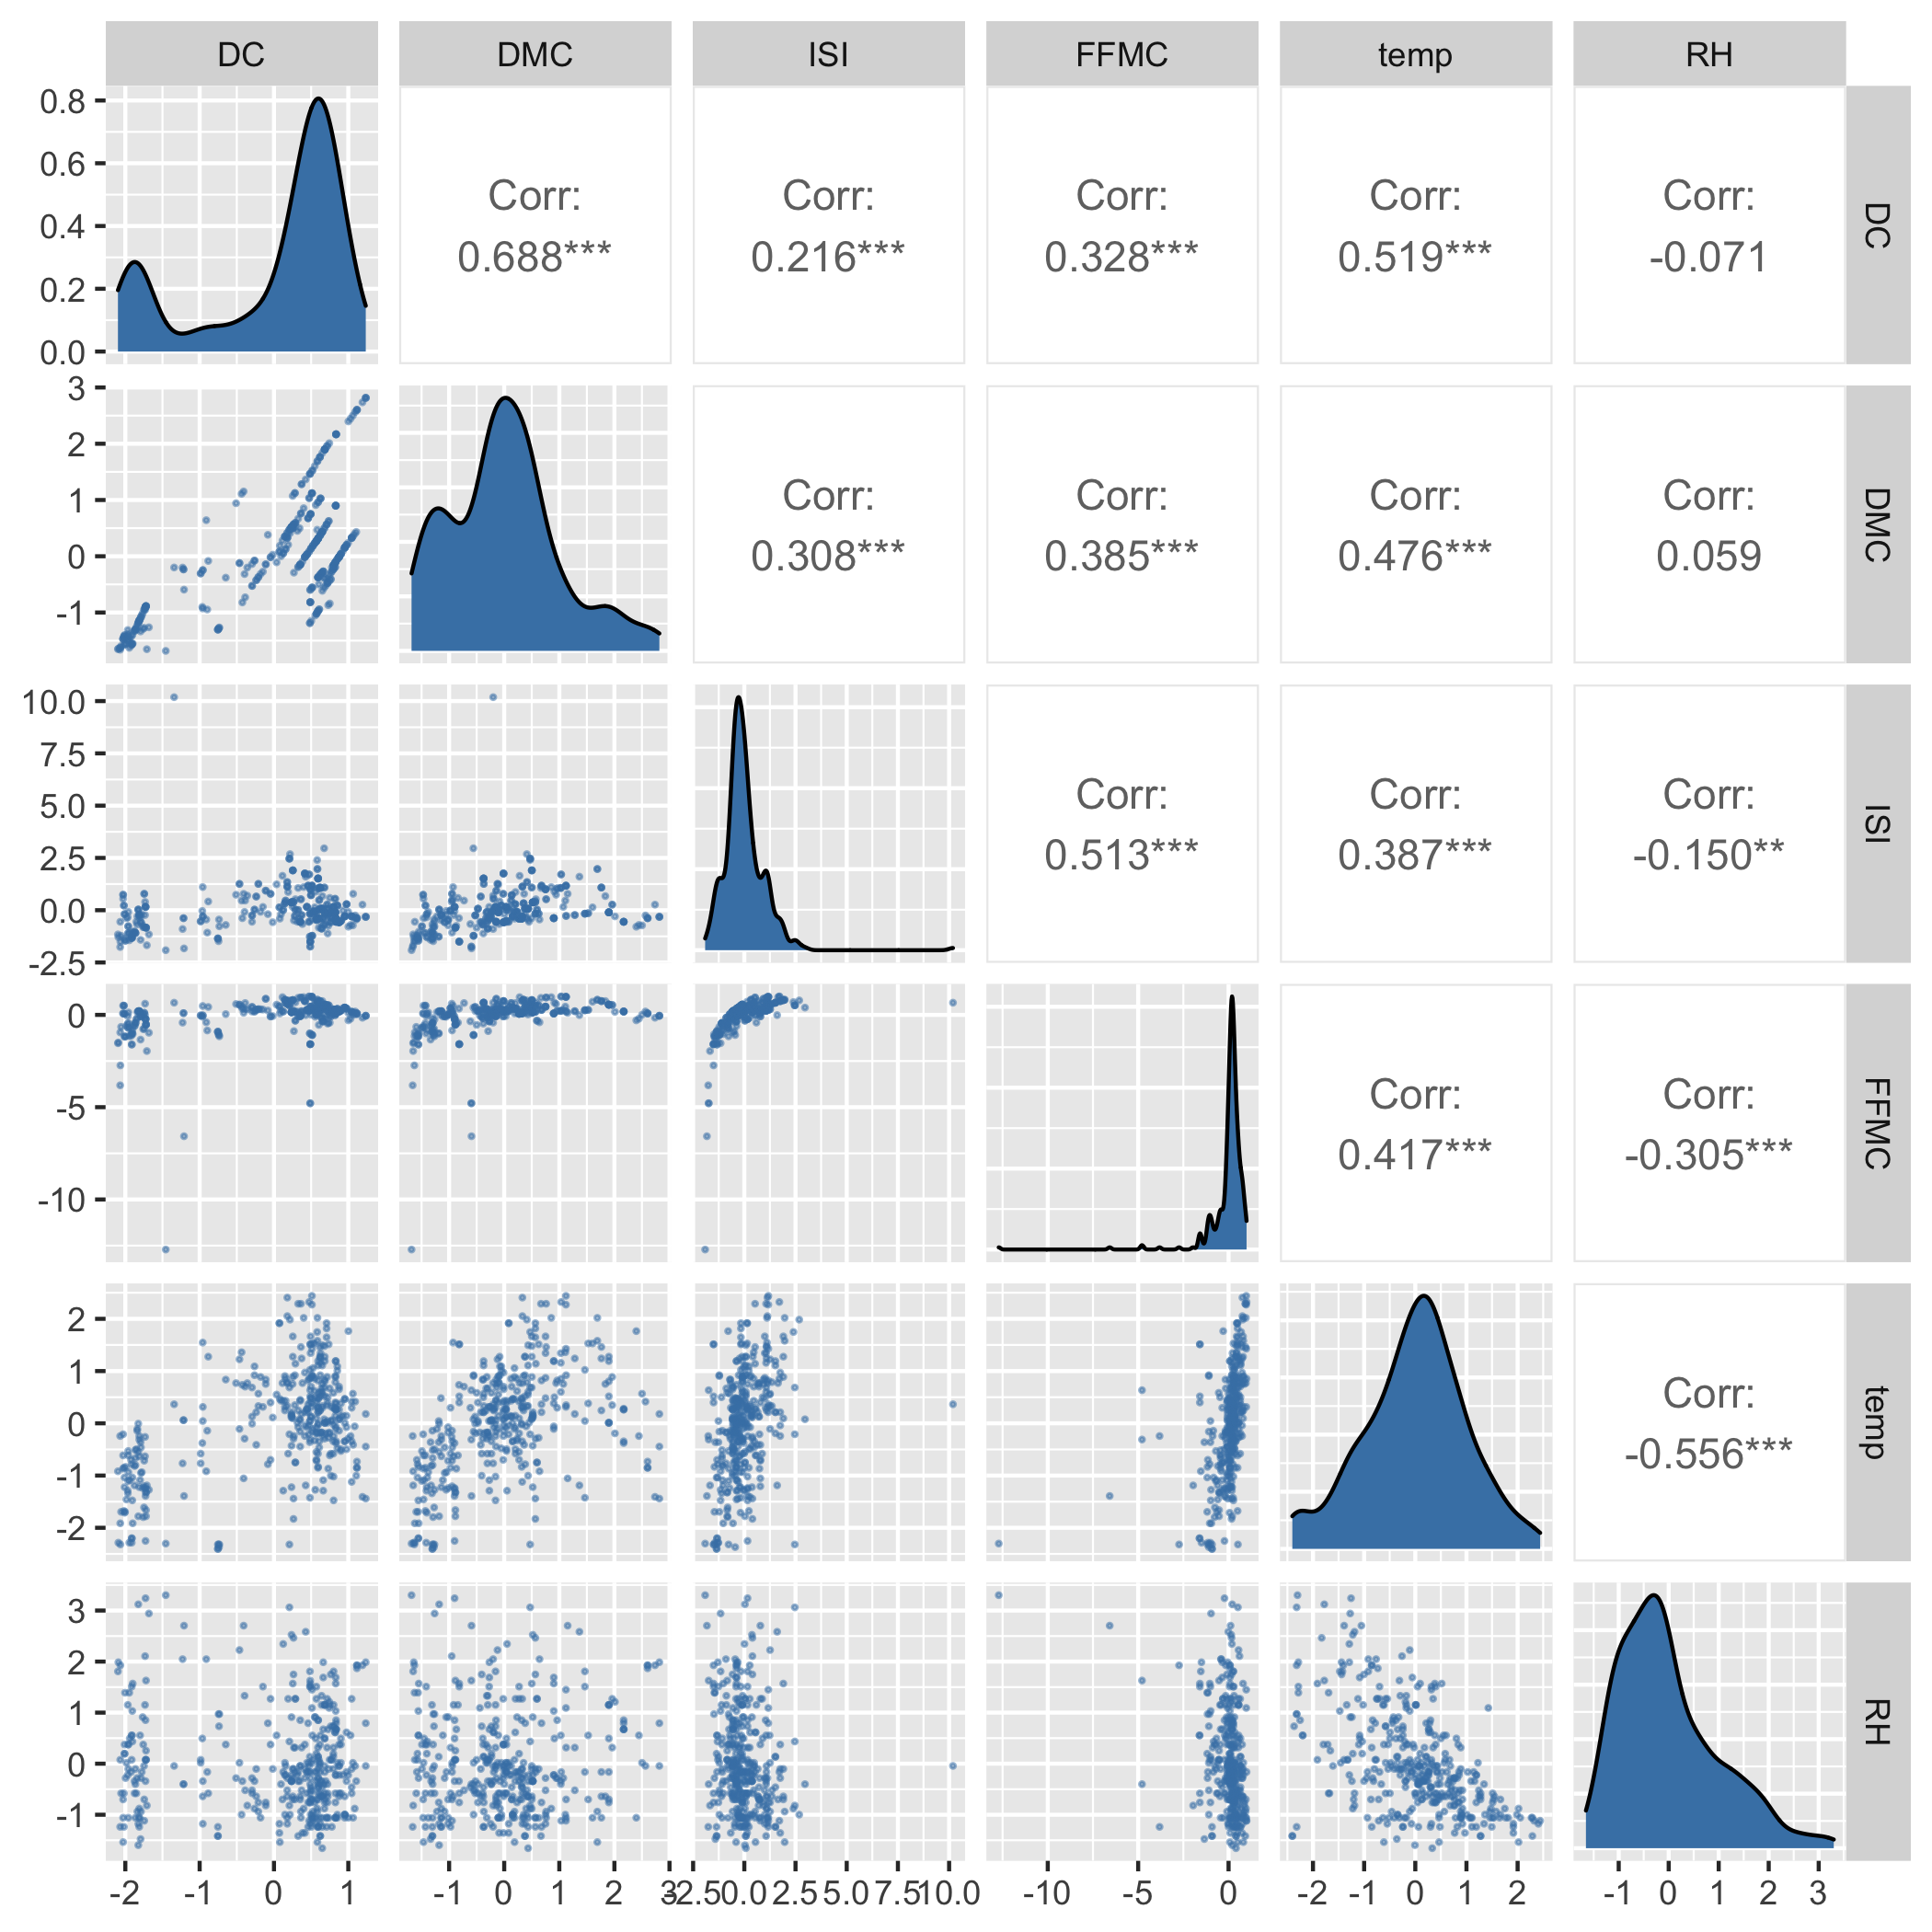 DC DMC ISI FFMC temp RH
0.8
0.6
0.4
0.2
0.0
Corr: Corr: Corr: Corr: Corr:
0.688*** 0.216*** 0.328*** 0.519*** -0.071
DC
3
2
1
0
-1
Corr: Corr: Corr: Corr:
0.308*** 0.385*** 0.476*** 0.059
DMC
10.0
7.5
5.0
2.5
0.0
-2.5
Corr: Corr: Corr:
0.513*** 0.387*** -0.150**
ISI
0
-5
-10
Corr: Corr:
0.417*** -0.305***
FFMC
2
1
0
-1
-2
Corr:
-0.556***
temp
3
2
1
0
-1
RH
-2 -1 0 1 -1 0 1 2 3 -2.5 0.0 2.5 5.0 7.5 10.0 -10 -5 0 -2 -1 0 1 2 -1 0 1 2 3